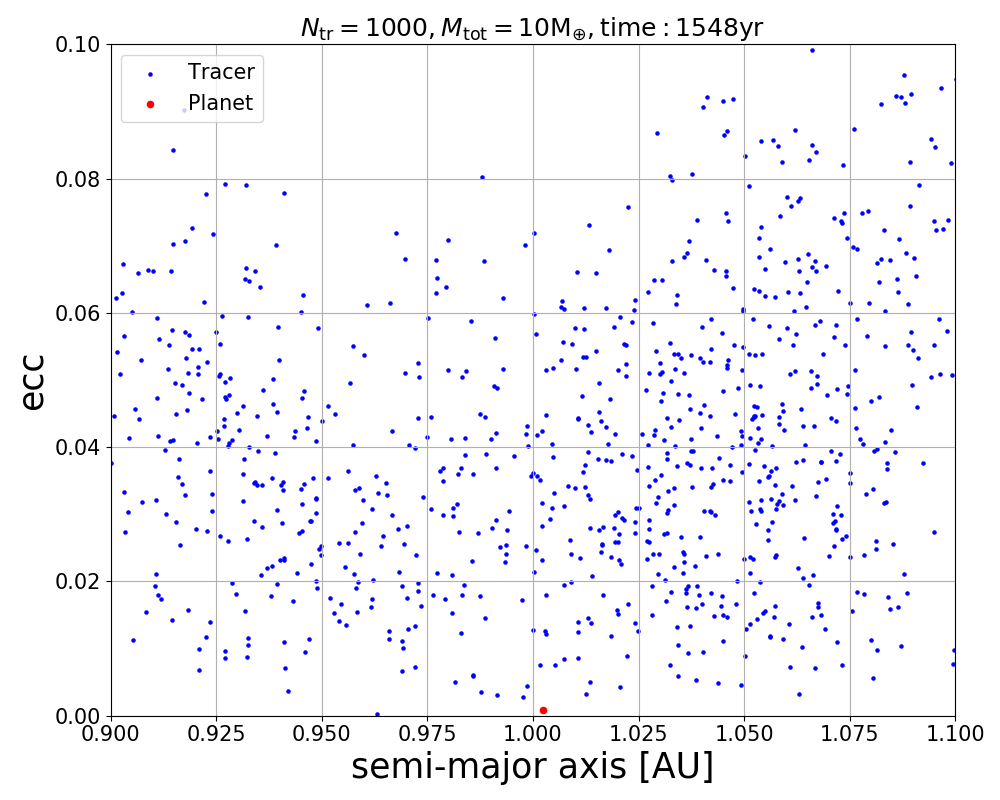 N_tr = 1000, M_tot = 10M_⊕, time : 1548yr
Tracer
Planet
0.10
0.08
0.06
0.04
0.02
0.00
ecc
0.900 0.925 0.950 0.975 1.000 1.025 1.050 1.075 1.100
semi-major axis [AU]